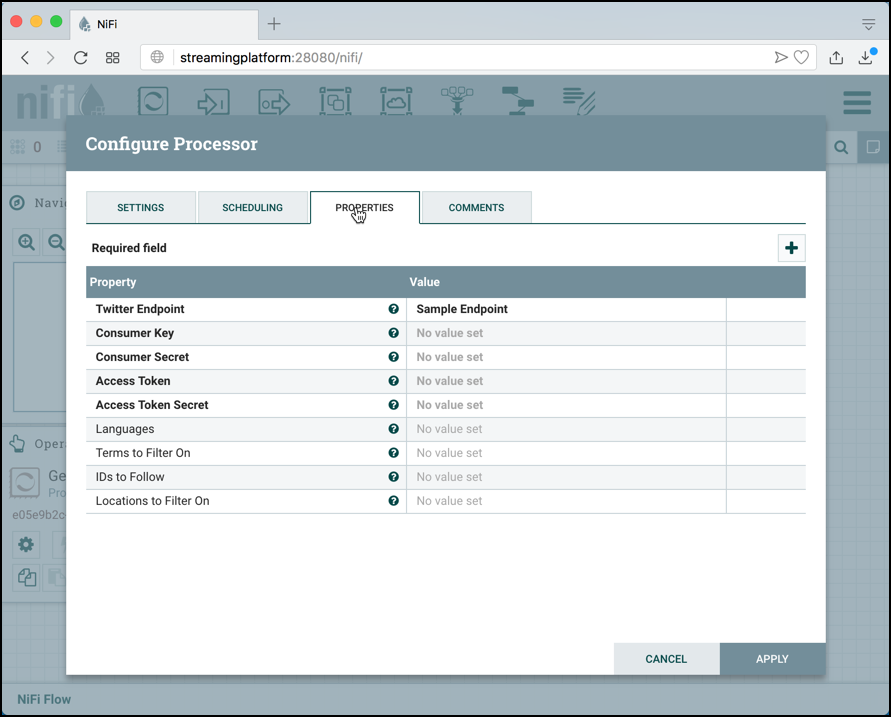 NiFi
streamingplatform:28080/nifi/
nifi
0
Configure Processor
Navi
SETTINGS SCHEDULING PROPERTIES COMMENTS
Required field
Property Value
Twitter Endpoint Sample Endpoint
Consumer Key No value set
Consumer Secret No value set
Access Token No value set
Access Token Secret No value set
Languages No value set
Terms to Filter On No value set
IDs to Follow No value set
Locations to Filter On No value set
Opera
Ge
Pro
e05e9b2c
CANCEL APPLY
NiFi Flow